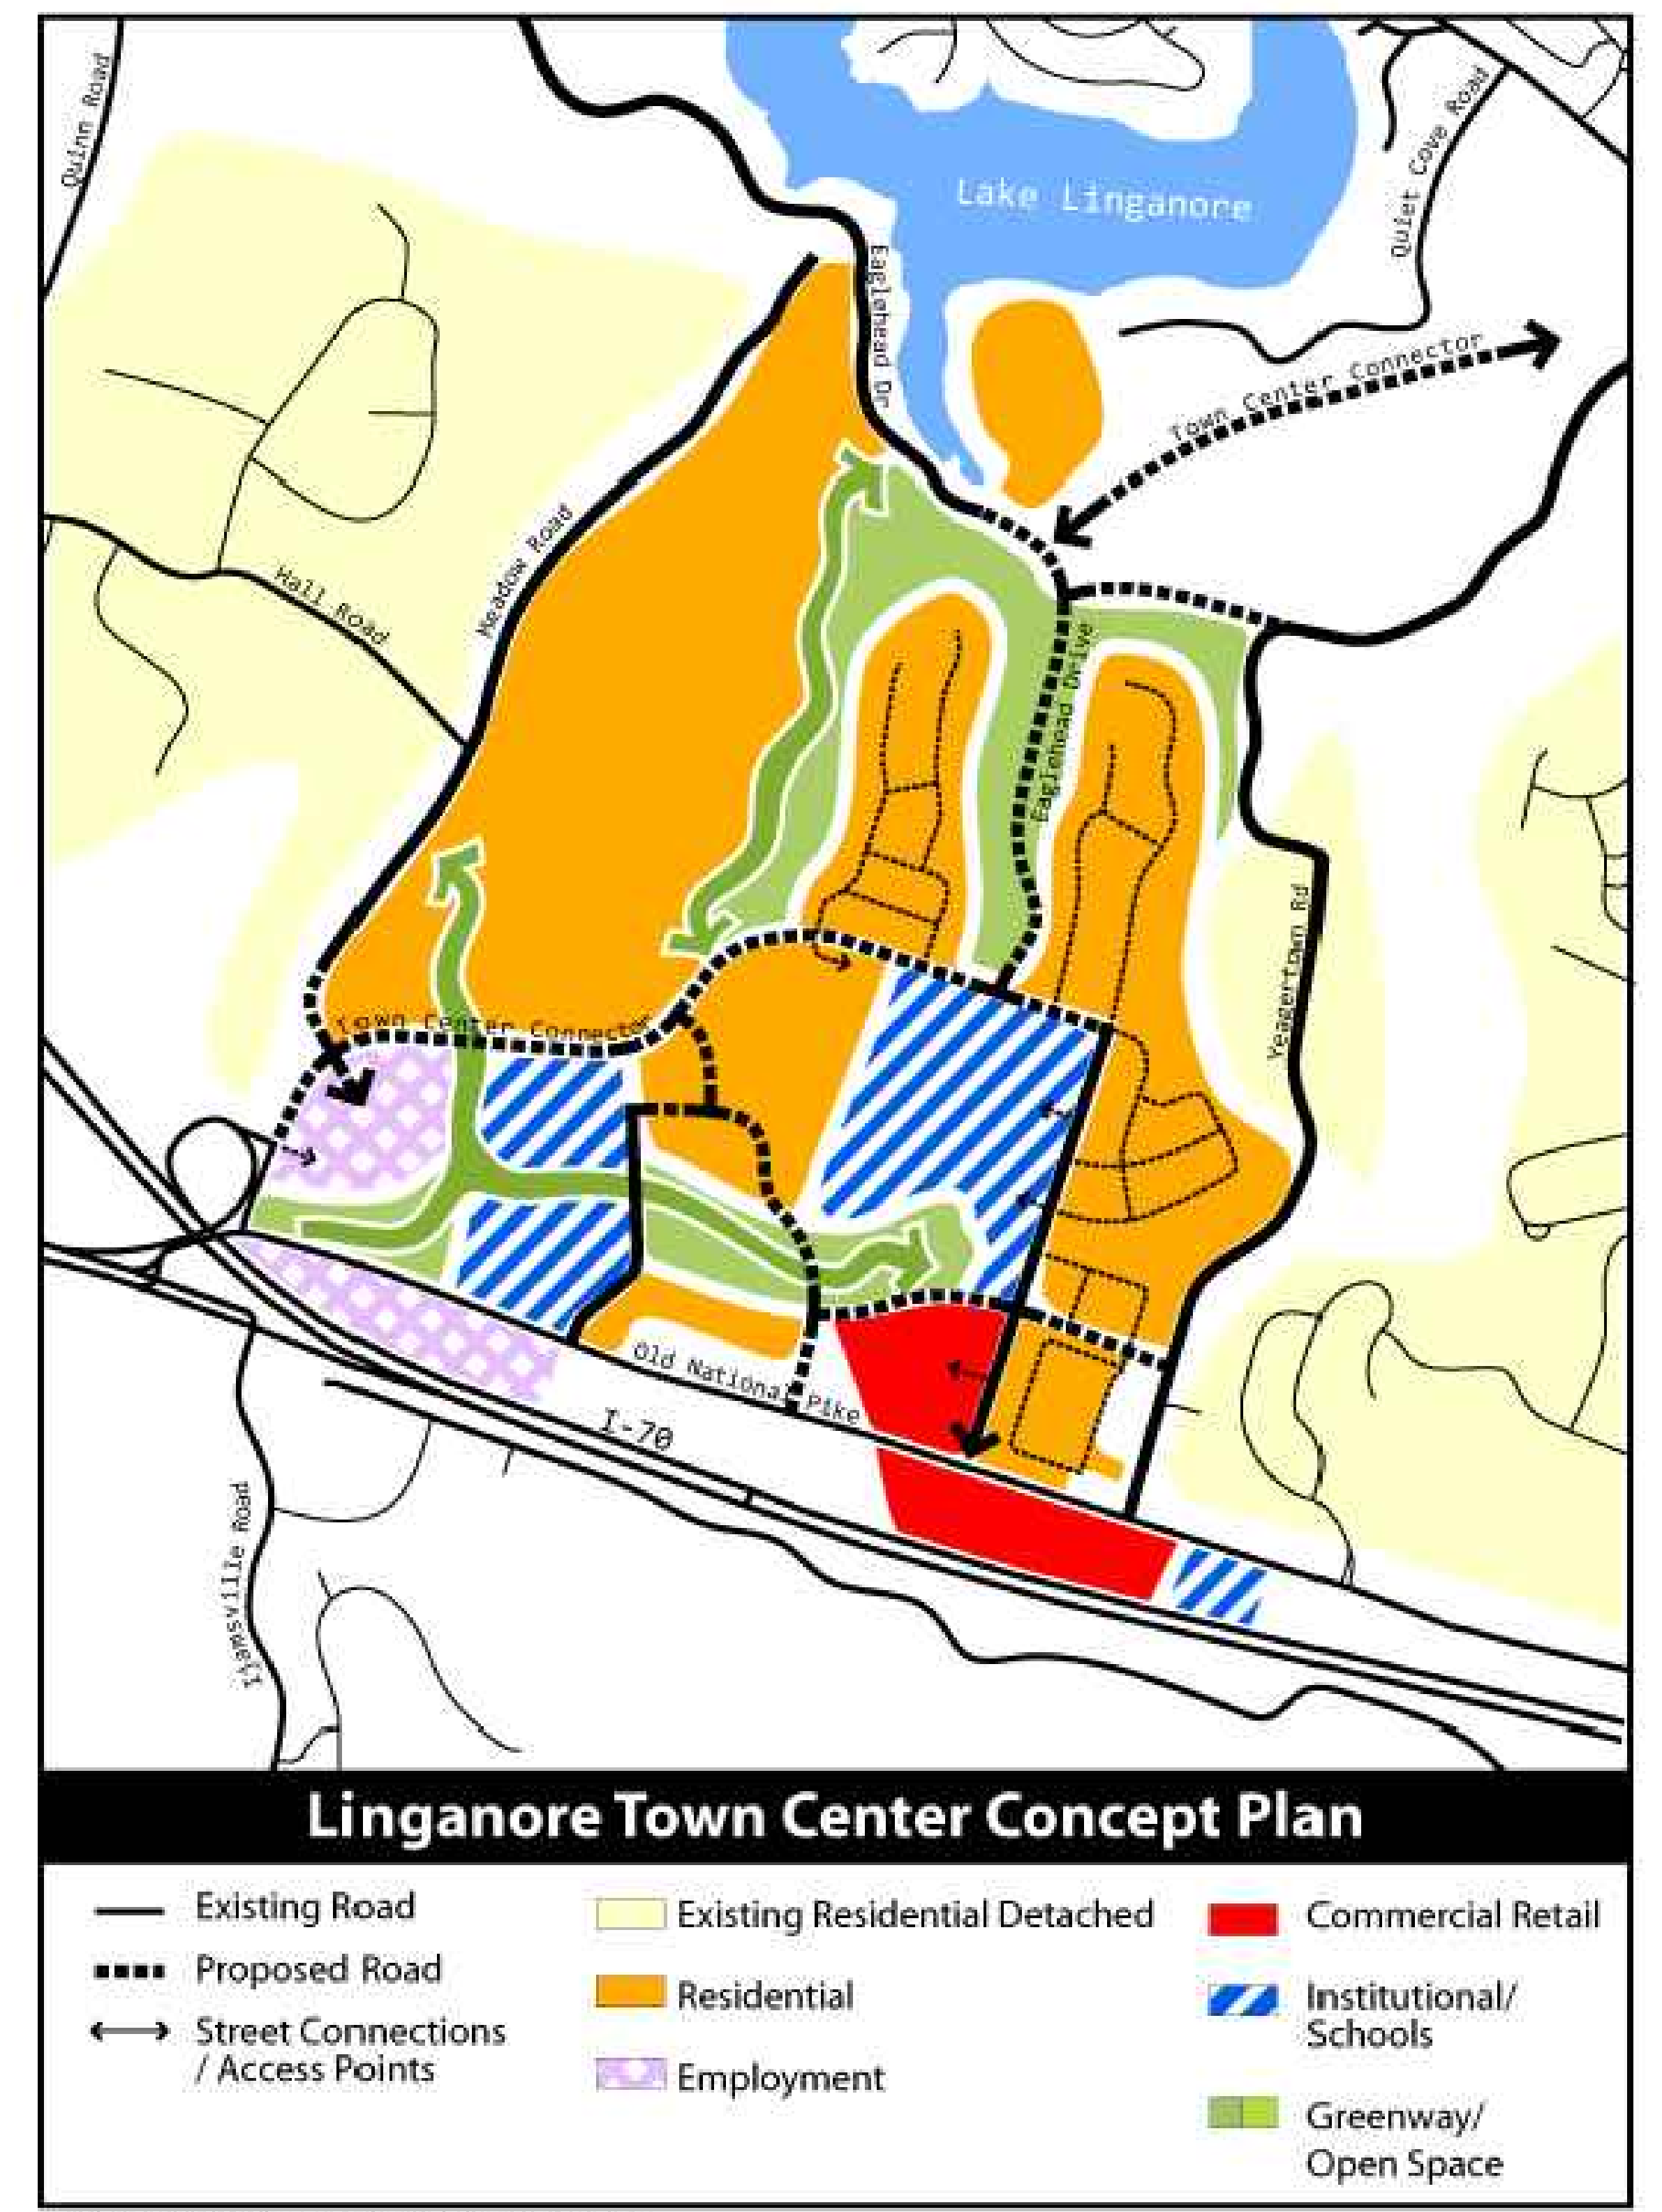 Quinn Road
Lake Linganore
Quiet Cove Road
Eaglehead Dr
Town Center Connector
Meadow Road
Hall Road
Eaglehead Drive
Yeagertown Rd
Town Center Connector
Old National Pike
I-70
Ijamsville Road
Linganore Town Center Concept Plan
Existing Road
Proposed Road
Street Connections
/ Access Points
Existing Residential Detached
Residential
Employment
Commercial Retail
Institutional/
Schools
Greenway/
Open Space